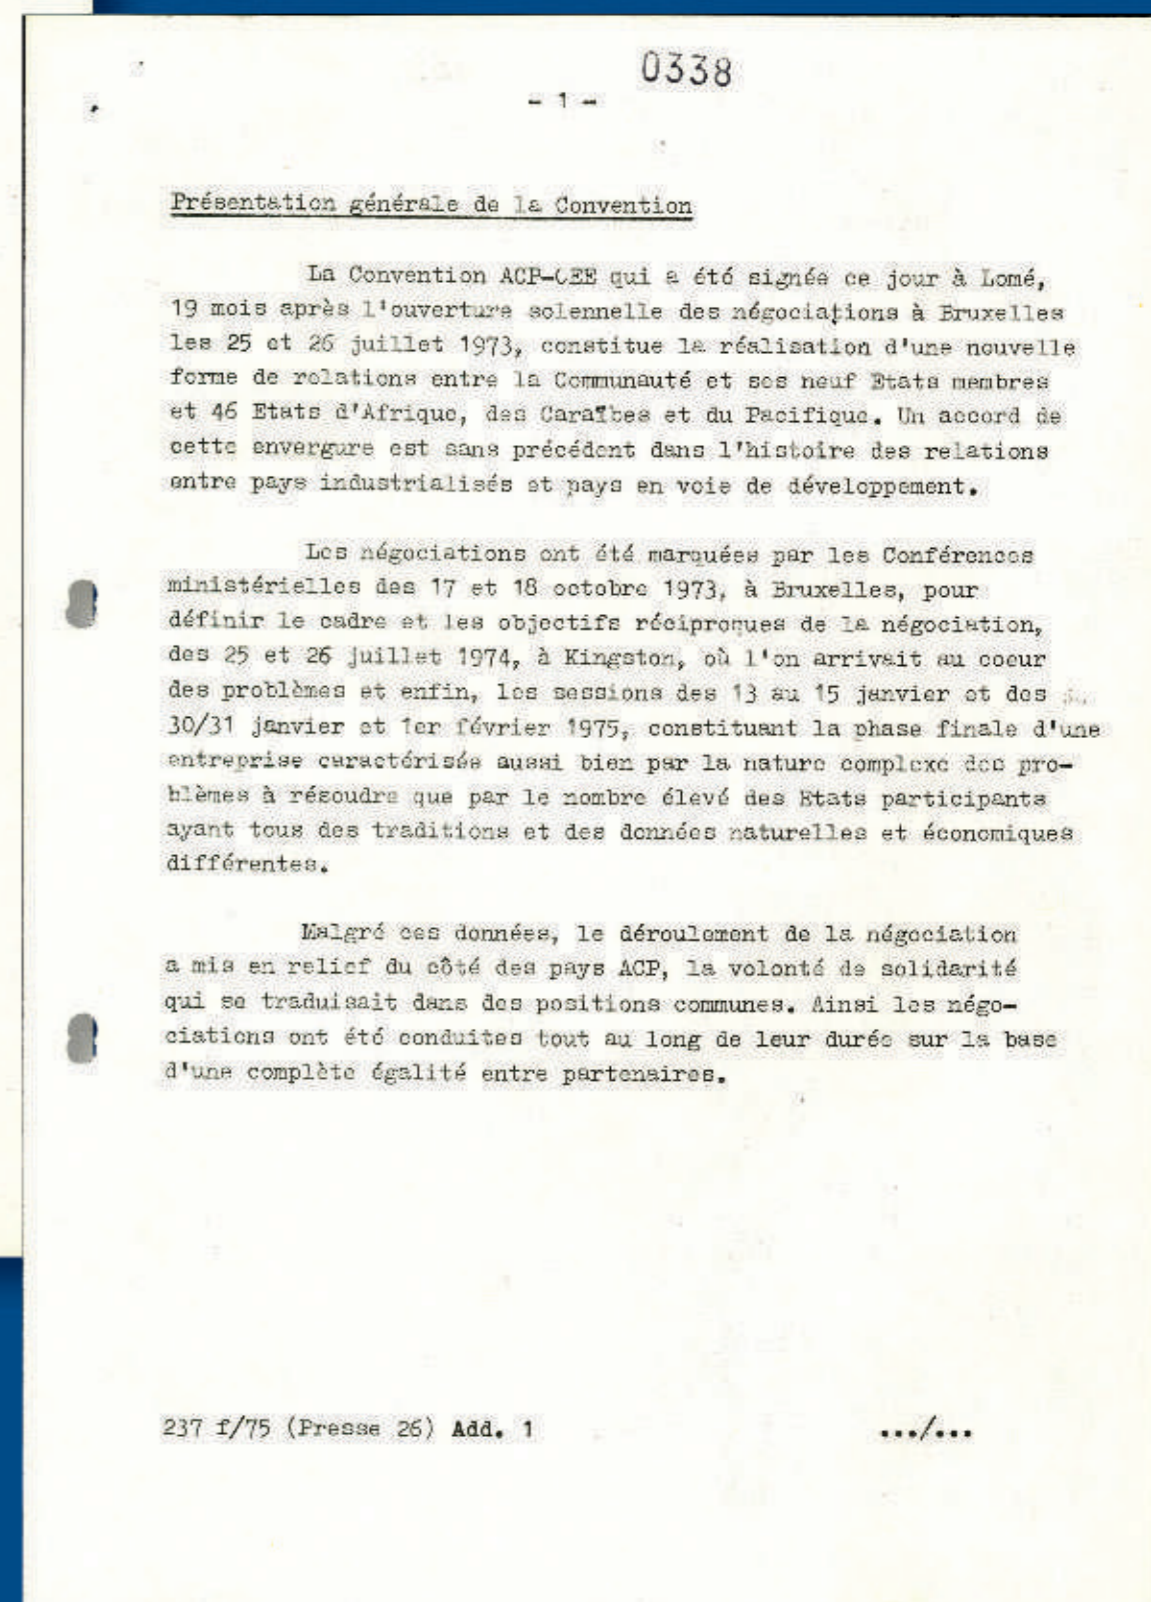 0338
- 1 -
Présentation générale de la Convention
La Convention ACP-CEE qui a été signée ce jour à Lomé,
19 mois après l'ouverture solennelle des négociations à Bruxelles
les 25 et 26 juillet 1973, constitue la réalisation d'une nouvelle
forme de relations entre la Communauté et ses neuf Etats membres
et 46 Etats d'Afrique, des Caraïbes et du Pacifique. Un accord de
cette envergure est sans précédent dans l'histoire des relations
entre pays industrialisés et pays en voie de développement.
Les négociations ont été marquées par les Conférences
ministérielles des 17 et 18 octobre 1973, à Bruxelles, pour
définir le cadre et les objectifs réciproques de la négociation,
des 25 et 26 juillet 1974, à Kingston, où l'on arrivait au coeur
des problèmes et enfin, les sessions des 13 au 15 janvier et des
30/31 janvier et 1er février 1975, constituant la phase finale d'une
entreprise caractérisée aussi bien par la nature complexe des pro-
blèmes à résoudre que par le nombre élevé des Etats participants
ayant tous des traditions et des données naturelles et économiques
différentes.
Malgré ces données, le déroulement de la négociation
a mis en relief du côté des pays ACP, la volonté de solidarité
qui se traduisait dans des positions communes. Ainsi les négo-
ciations ont été conduites tout au long de leur durée sur la base
d'une complète égalité entre partenaires.
237 f/75 (Presse 26) Add. 1 .../...